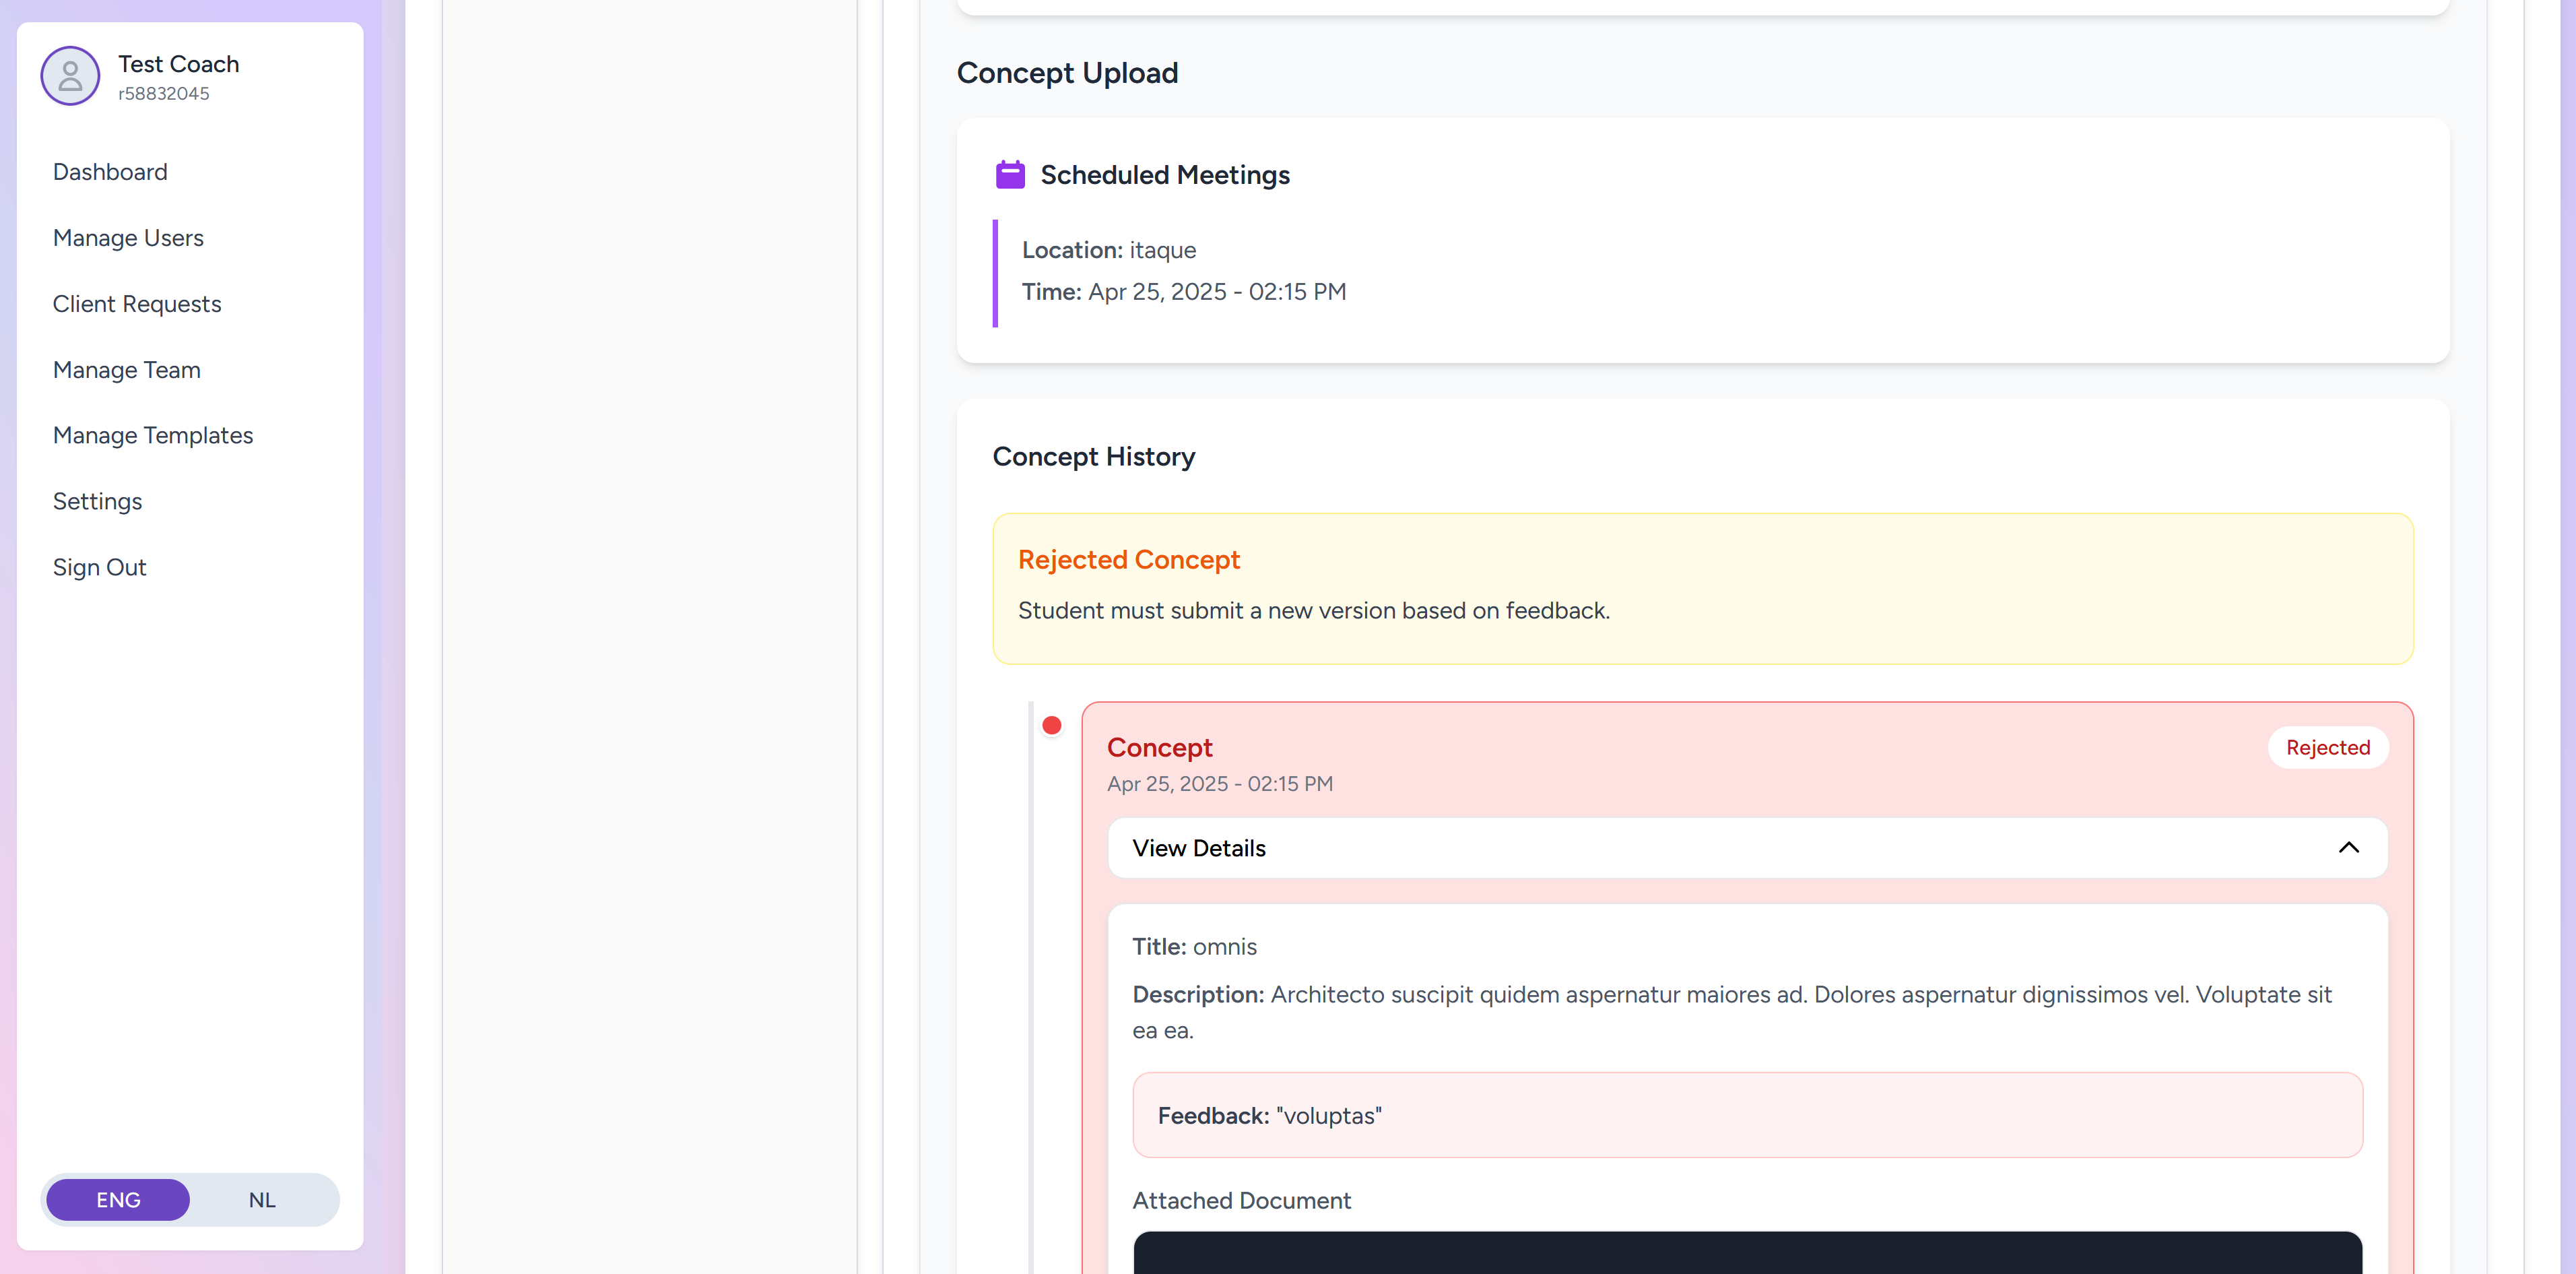 Test Coach
r58832045
Dashboard
Manage Users
Client Requests
Manage Team
Manage Templates
Settings
Sign Out
ENG
NL
Concept Upload
Scheduled Meetings
Location: itaque
Time: Apr 25, 2025 - 02:15 PM
Concept History
Rejected Concept
Student must submit a new version based on feedback.
Concept
Rejected
Apr 25, 2025 - 02:15 PM
View Details
Title: omnis
Description: Architecto suscipit quidem aspernatur maiores ad. Dolores aspernatur dignissimos vel. Voluptate sit
ea ea.
Feedback: "voluptas"
Attached Document